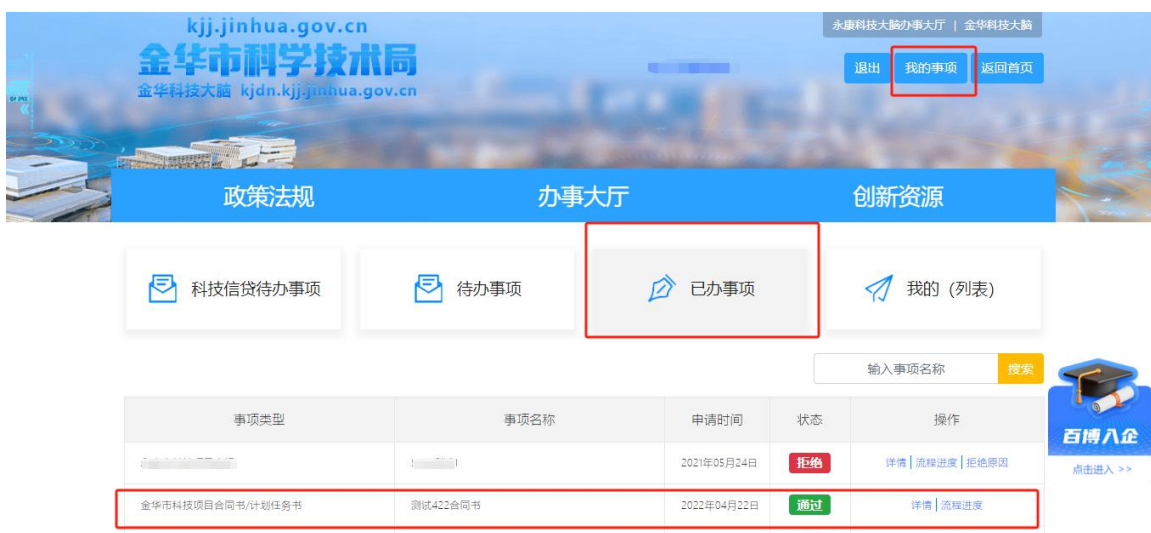 kjj.jinhua.gov.cn
永康科技大脑办事大厅 | 金华科技大脑
金华市科学技术局
退出 我的事项 返回首页
金华科技大脑 kjdn.kjj.jinhua.gov.cn
政策法规 办事大厅 创新资源
科技信贷待办事项 待办事项 已办事项 我的（列表）
输入事项名称 搜索
事项类型 事项名称 申请时间 状态 操作
2021年05月24日 拒绝 详情 | 流程进度 | 拒绝原因
金华市科技项目合同书/计划任务书 测试422合同书 2022年04月22日 通过 详情 | 流程进度
百博入企
点击进入 >>